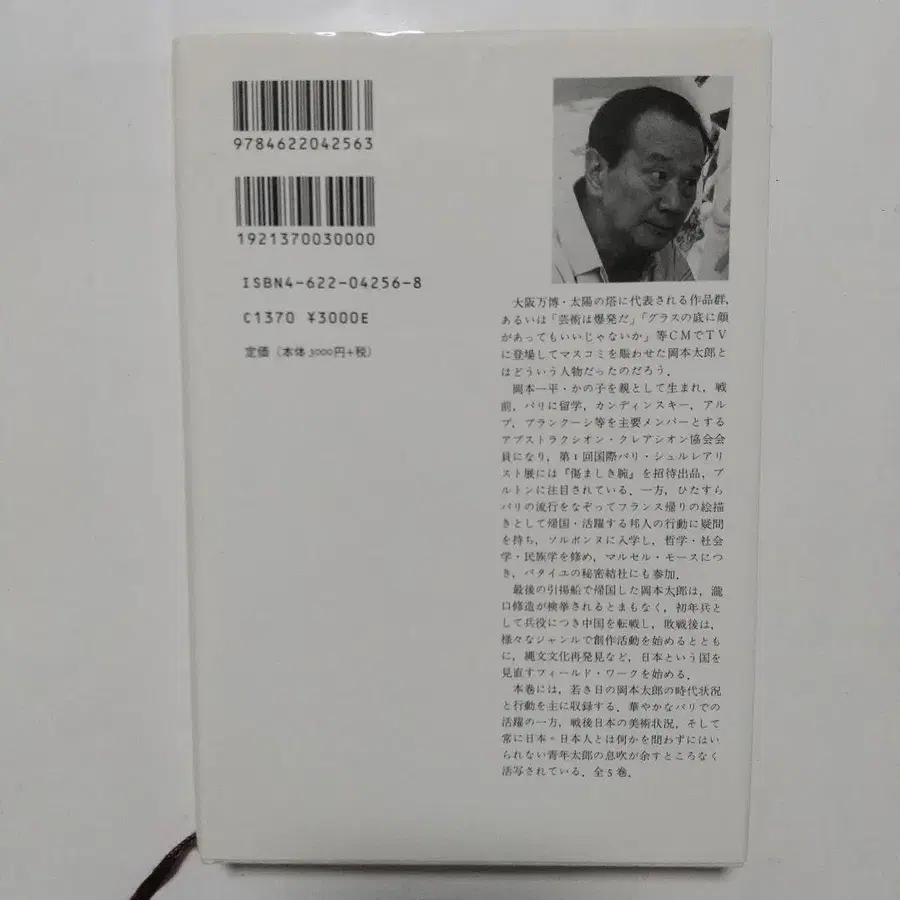 9784622042563
1921370030000
ISBN4-622-04256-8
C1370 ¥3000E
定価 (本体 3000円+税)
大阪万博・太陽の塔に代表される作品群,
あるいは「芸術は爆発だ」「グラスの底に顔
があってもいいじゃないか」等CMでTV
に登場してマスコミを賑わせた岡本太郎と
はどういう人物だったのだろう.
岡本一平・かの子を親として生まれ, 戦
前, パリに留学, カンディンスキー, アル
プ, ブランクーシ等を主要メンバーとする
アブストラクシオン・クレアシオン協会会
員になり, 第1回国際パリ・シュルレアリ
スト展には『傷ましき腕』を招待出品, ブ
ルトンに注目されている. 一方, ひたすら
パリの流行をなぞってフランス帰りの絵描
きとして帰国・活躍する邦人の行動に疑問
を持ち, ソルボンヌに入学し, 哲学・社会
学・民族学を修め, マルセル・モースにつ
き, バタイユの秘密結社にも参加.
最後の引揚船で帰国した岡本太郎は, 瀧
口修造が検挙されるとまもなく, 初年兵と
して兵役につき中国を転戦し, 敗戦後は,
様々なジャンルで創作活動を始めるととも
に, 縄文文化再発見など, 日本という国を
見直すフィールド・ワークを始める.
本巻には, 若き日の岡本太郎の時代状況
と行動を主に収録する. 華やかなパリでの
活躍の一方, 戦後日本の美術状況, そして
常に日本=日本人とは何かを問わずにはい
られない青年太郎の息吹が余すところなく
活写されている. 全5巻.